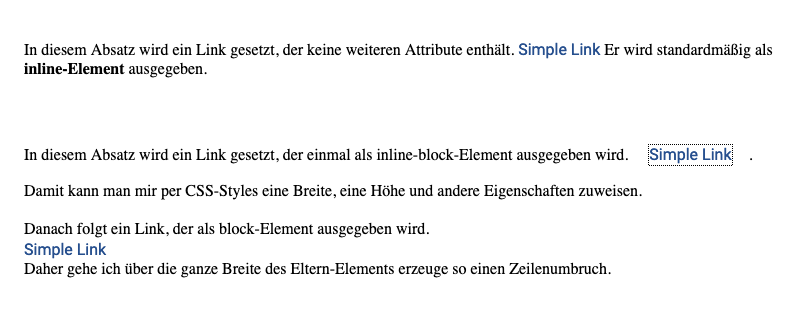 In diesem Absatz wird ein Link gesetzt, der keine weiteren Attribute enthält. Simple Link Er wird standardmäßig als
inline-Element ausgegeben.
In diesem Absatz wird ein Link gesetzt, der einmal als inline-block-Element ausgegeben wird. Simple Link .
Damit kann man mir per CSS-Styles eine Breite, eine Höhe und andere Eigenschaften zuweisen.
Danach folgt ein Link, der als block-Element ausgegeben wird.
Simple Link
Daher gehe ich über die ganze Breite des Eltern-Elements erzeuge so einen Zeilenumbruch.